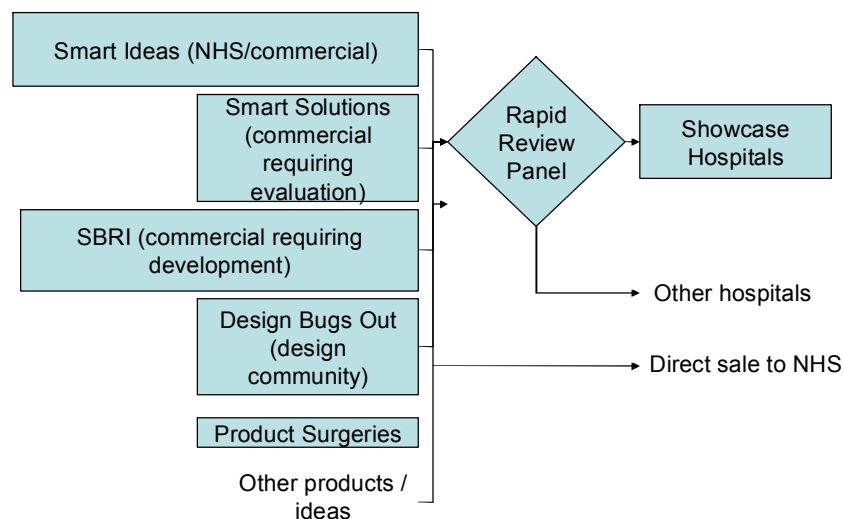 Smart Ideas (NHS/commercial)
Smart Solutions
(commercial
requiring
evaluation)
SBRI (commercial requiring
development)
Design Bugs Out
(design
community)
Product Surgeries
Other products /
ideas
Rapid
Review
Panel
Showcase
Hospitals
Other hospitals
Direct sale to NHS